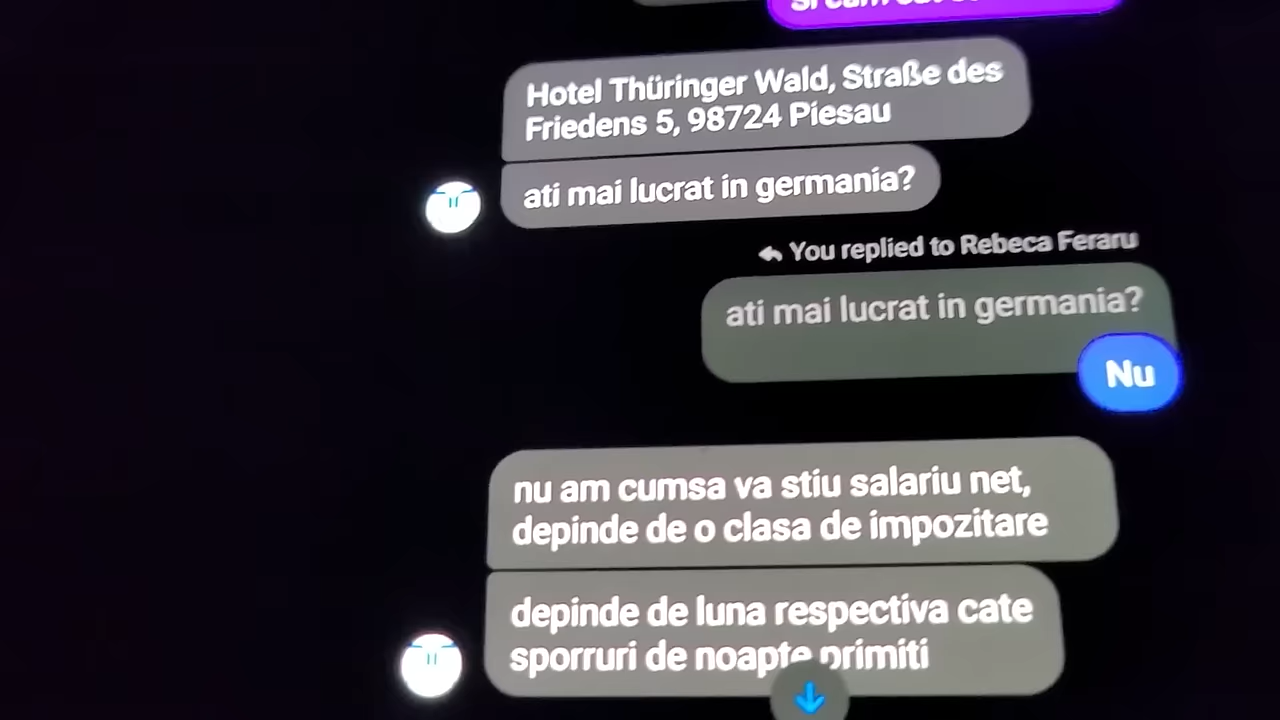 Hotel Thüringer Wald, Straße des
Friedens 5, 98724 Piesau
ati mai lucrat in germania?
You replied to Rebeca Feraru
ati mai lucrat in germania?
Nu
nu am cumsa va stiu salariu net,
depinde de o clasa de impozitare
depinde de luna respectiva cate
sporruri de noapte primiti